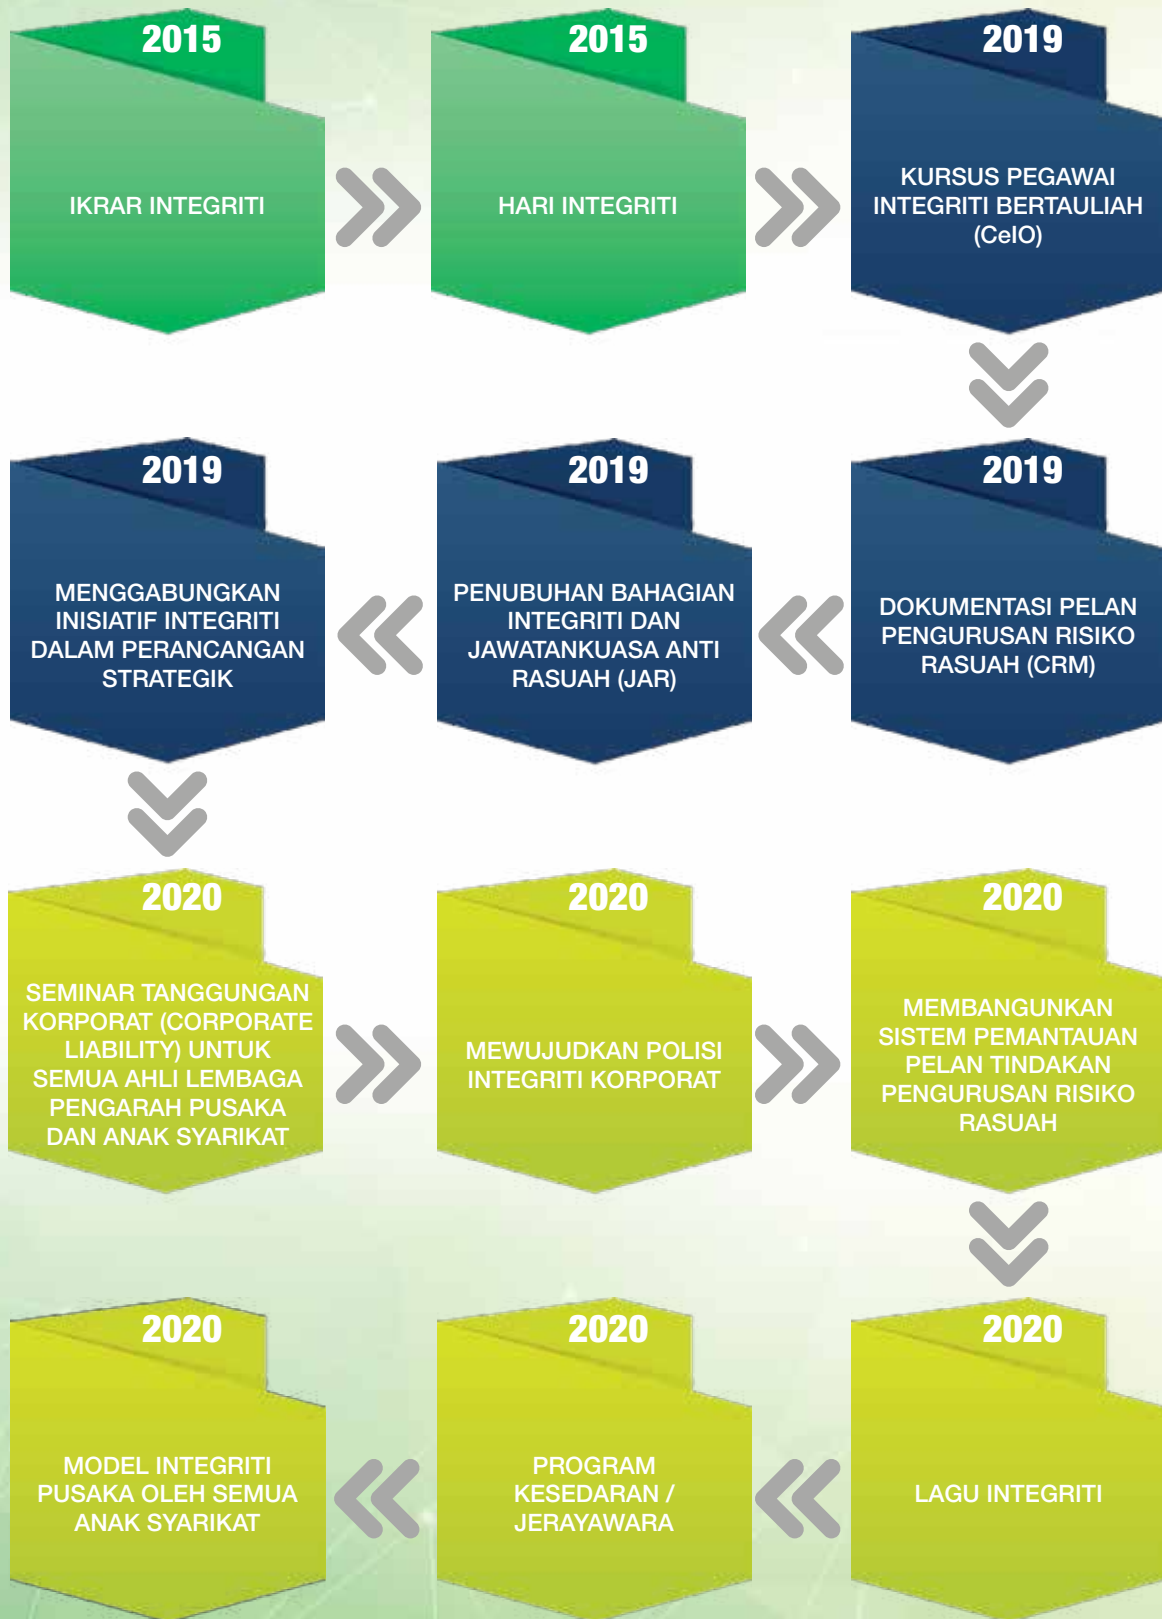 2015
IKRAR INTEGRITI
2015
HARI INTEGRITI
2019
KURSUS PEGAWAI
INTEGRITI BERTAULIAH
(CeIO)
2019
DOKUMENTASI PELAN
PENGURUSAN RISIKO
RASUAH (CRM)
2019
PENUBUHAN BAHAGIAN
INTEGRITI DAN
JAWATANKUASA ANTI
RASUAH (JAR)
2019
MENGGABUNGKAN
INISIATIF INTEGRITI
DALAM PERANCANGAN
STRATEGIK
2020
SEMINAR TANGGUNGAN
KORPORAT (CORPORATE
LIABILITY) UNTUK
SEMUA AHLI LEMBAGA
PENGARAH PUSAKA
DAN ANAK SYARIKAT
2020
MEWUJUDKAN POLISI
INTEGRITI KORPORAT
2020
MEMBANGUNKAN
SISTEM PEMANTAUAN
PELAN TINDAKAN
PENGURUSAN RISIKO
RASUAH
2020
LAGU INTEGRITI
2020
PROGRAM
KESEDARAN /
JERAYAWARA
2020
MODEL INTEGRITI
PUSAKA OLEH SEMUA
ANAK SYARIKAT